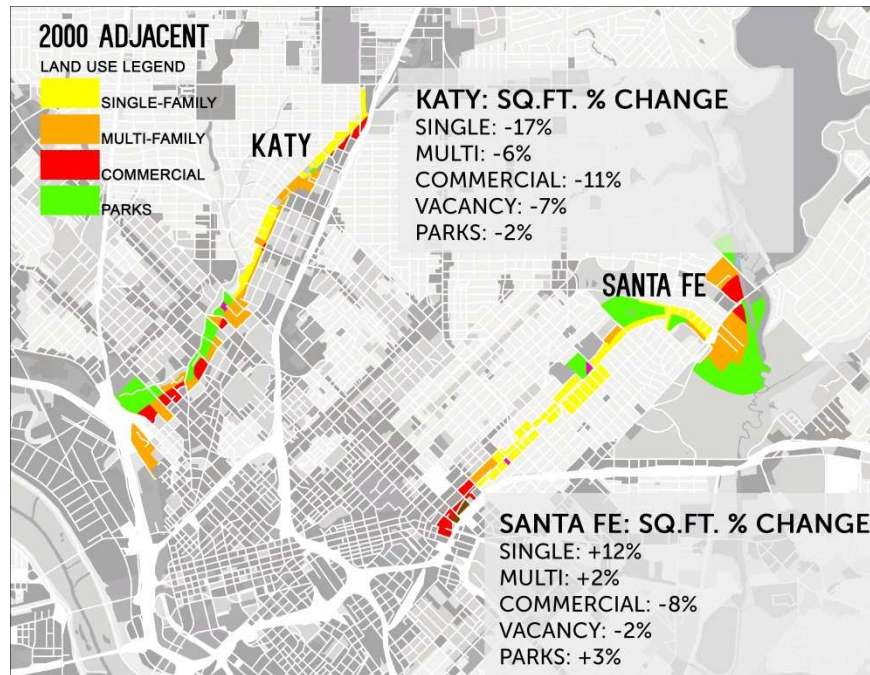 2000 ADJACENT
LAND USE LEGEND
SINGLE-FAMILY
MULTI-FAMILY
COMMERCIAL
PARKS
KATY
KATY: SQ.FT. % CHANGE
SINGLE: -17%
MULTI: -6%
COMMERCIAL: -11%
VACANCY: -7%
PARKS: -2%
SANTA FE
SANTA FE: SQ.FT. % CHANGE
SINGLE: +12%
MULTI: +2%
COMMERCIAL: -8%
VACANCY: -2%
PARKS: +3%